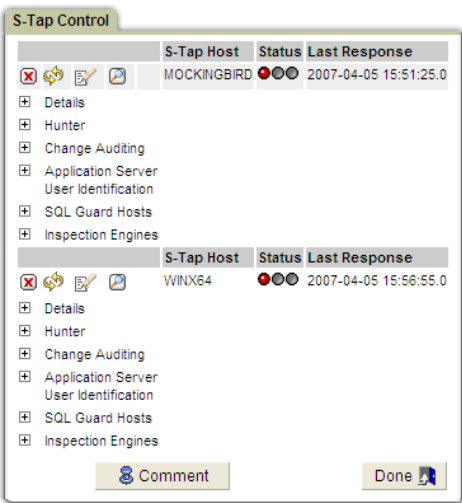 S-Tap Control
S-Tap Host Status Last Response
MOCKINGBIRD 2007-04-05 15:51:25.0
Details
Hunter
Change Auditing
Application Server
User Identification
SQL Guard Hosts
Inspection Engines
S-Tap Host Status Last Response
WINX64 2007-04-05 15:56:55.0
Details
Hunter
Change Auditing
Application Server
User Identification
SQL Guard Hosts
Inspection Engines
Comment Done